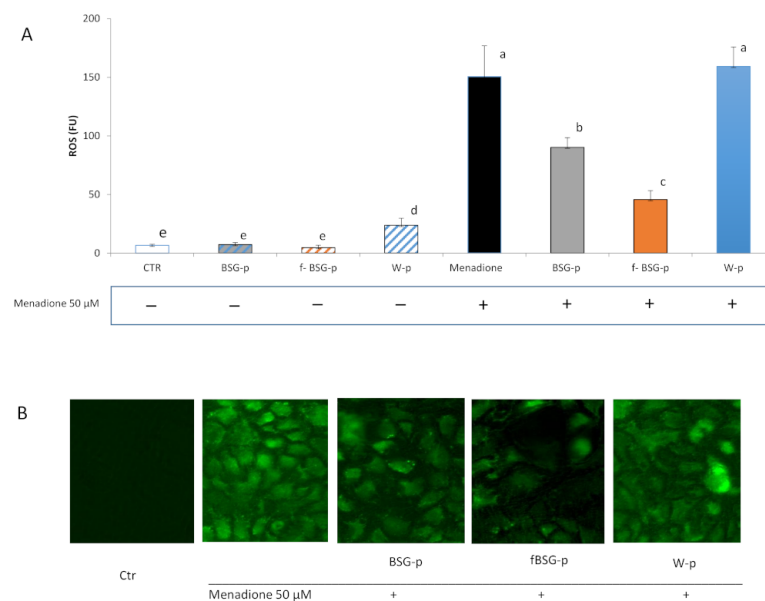 A
200
150
100
50
0
ROS (FU)
a
b
c
a
d
e
e
e
CTR BSG-p f- BSG-p W-p Menadione BSG-p f- BSG-p W-p
Menadione 50 µM – – – – + + + +
B
Ctr BSG-p fBSG-p W-p
Menadione 50 µM + + +